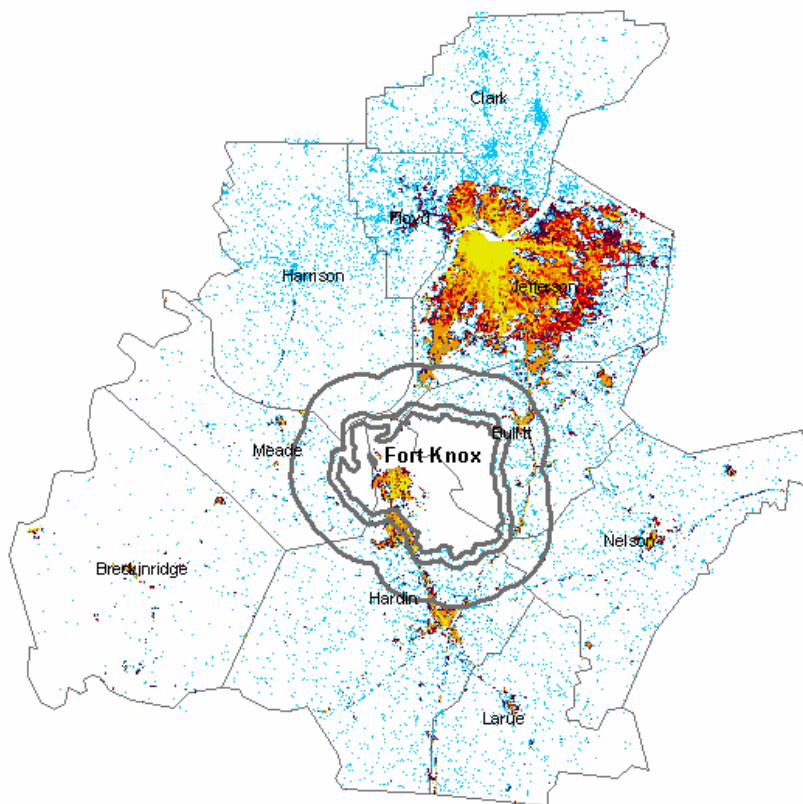 Clark
Floyd
Harrison
Jefferson
Bullitt
Meade
Fort Knox
Nelson
Breckinridge
Hardin
Larue